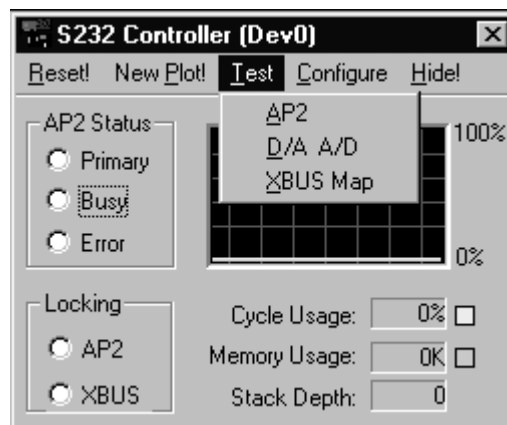 S232 Controller (Dev0)
Reset! New Plot! Test Configure Hide!
AP2
D/A A/D
XBUS Map
AP2 Status
Primary
Busy
Error
100%
0%
Locking
AP2
XBUS
Cycle Usage: 0%
Memory Usage: 0K
Stack Depth: 0